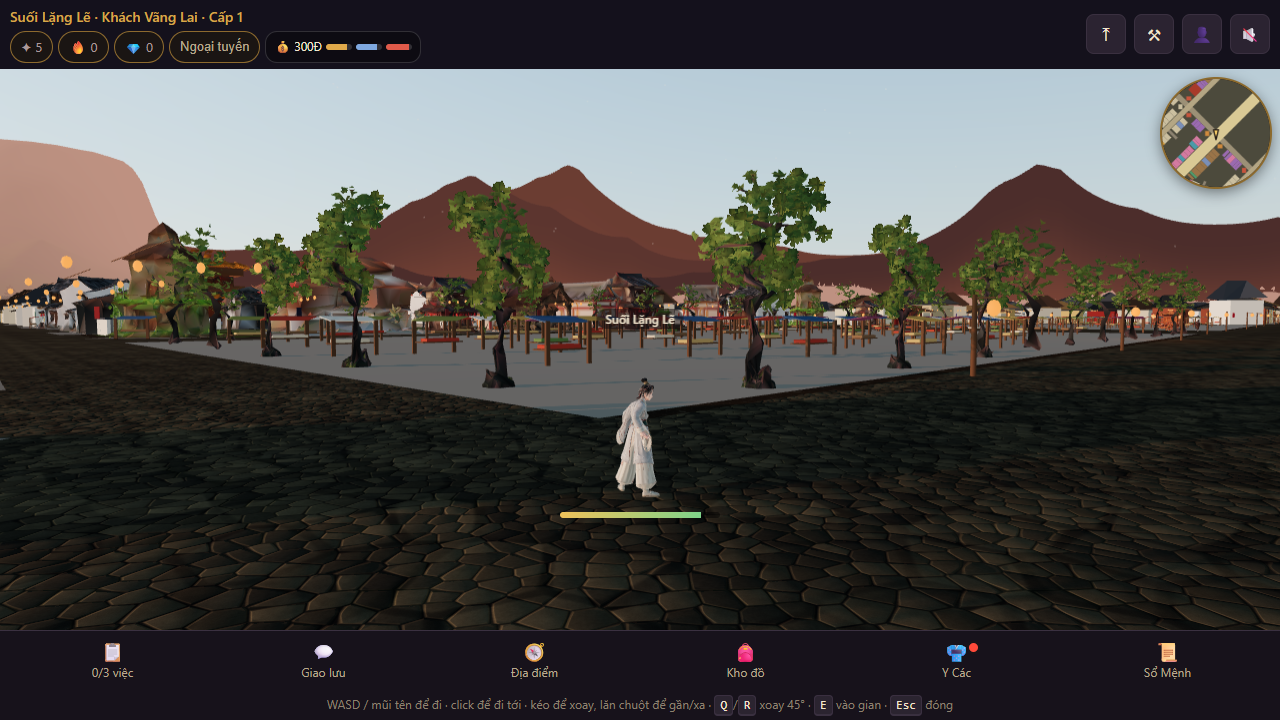 Suối Lặng Lẽ · Khách Vãng Lai · Cấp 1
5
0
0
Ngoại tuyến
300Đ
Suối Lặng Lẽ
0/3 việc
Giao lưu
Địa điểm
Kho đồ
Y Các
Sổ Mệnh
WASD / mũi tên để đi · click để đi tới · kéo để xoay, lăn chuột để gần/xa · Q / R xoay 45° · E vào gian · Esc đóng